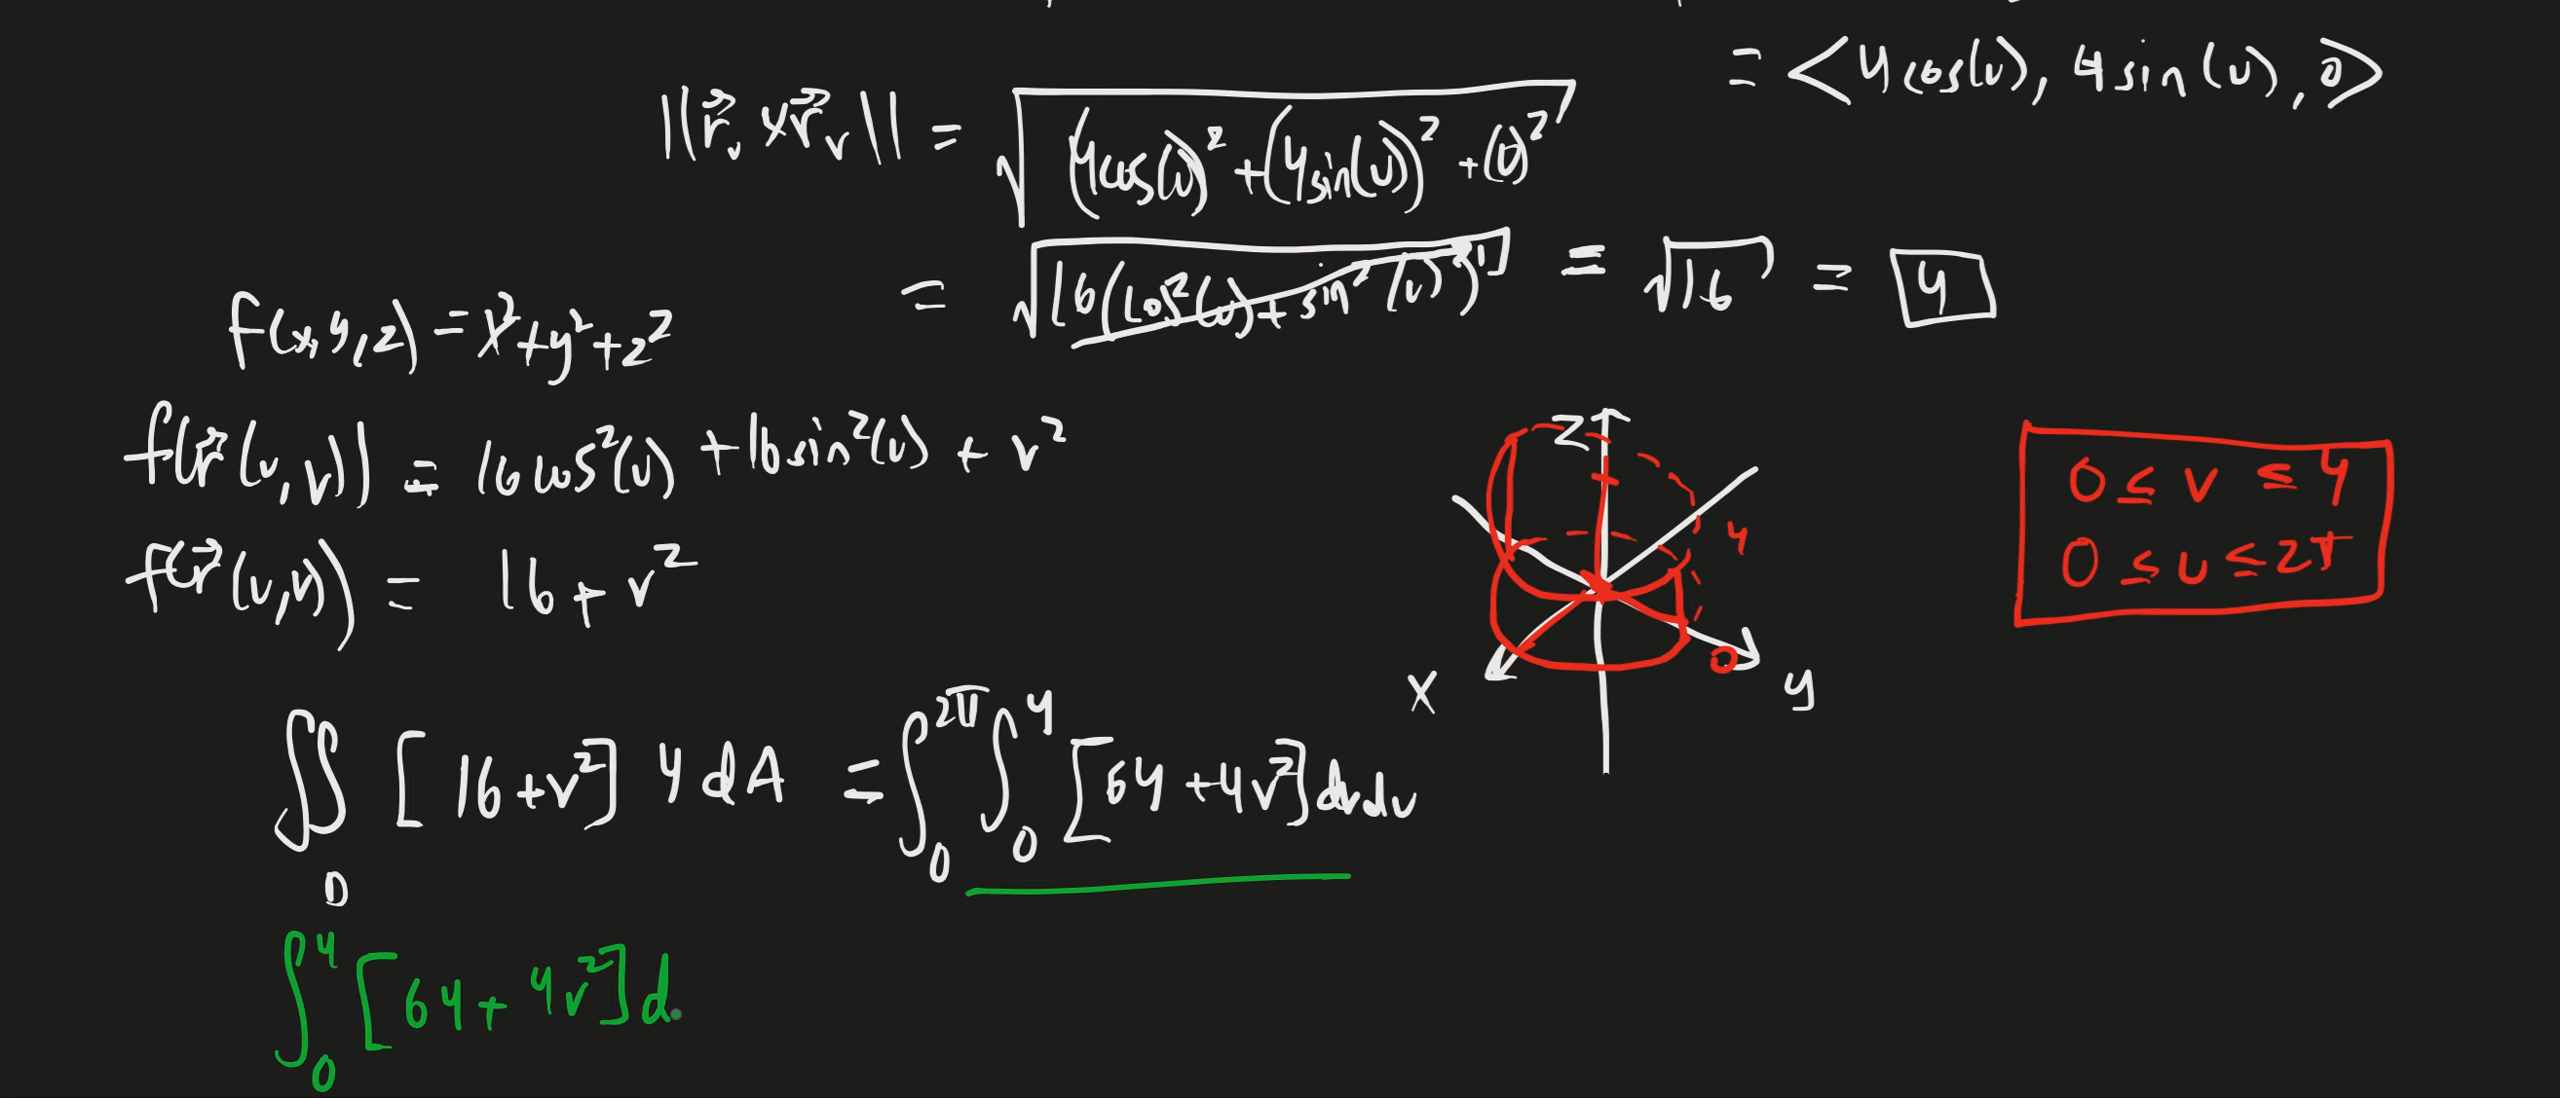 = <4cos(u), 4sin(u), 0>
||r⃗u × r⃗v|| = √((4cos(u))² + (4sin(u))² + (0)²)
= √(16(cos²(u) + sin²(u))¹) = √16 = 4
f(x,y,z) = x² + y² + z²
f(r⃗(u,v)) = 16cos²(u) + 16sin²(u) + v²
f(r⃗(u,v)) = 16 + v²
z
4
0
x
y
0 ≤ v ≤ 4
0 ≤ u ≤ 2π
∬_D [16 + v²] 4 dA = ∫₀^2π ∫₀^4 [64 + 4v²] dv du
∫₀^4 [64 + 4v²] d